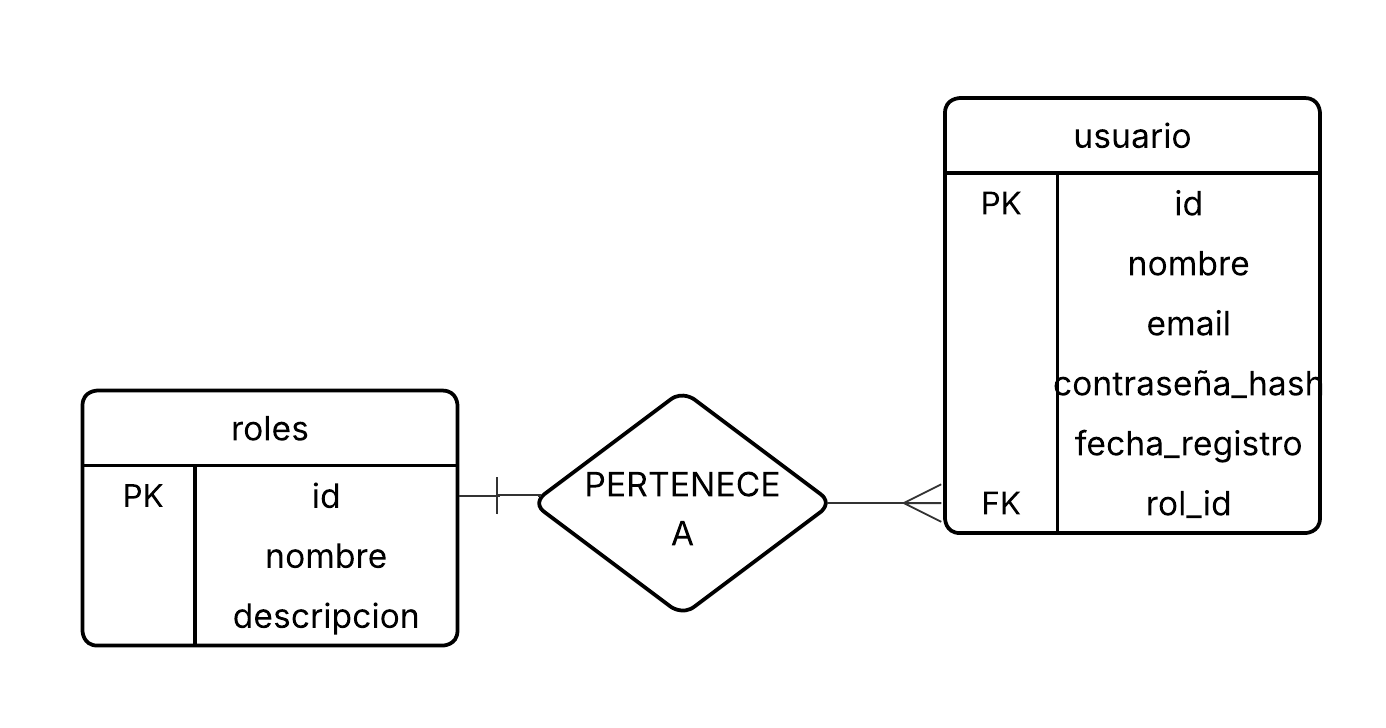 usuario
PK id
nombre
email
contraseña_hash
fecha_registro
FK rol_id
roles
PK id
nombre
descripcion
PERTENECE
A